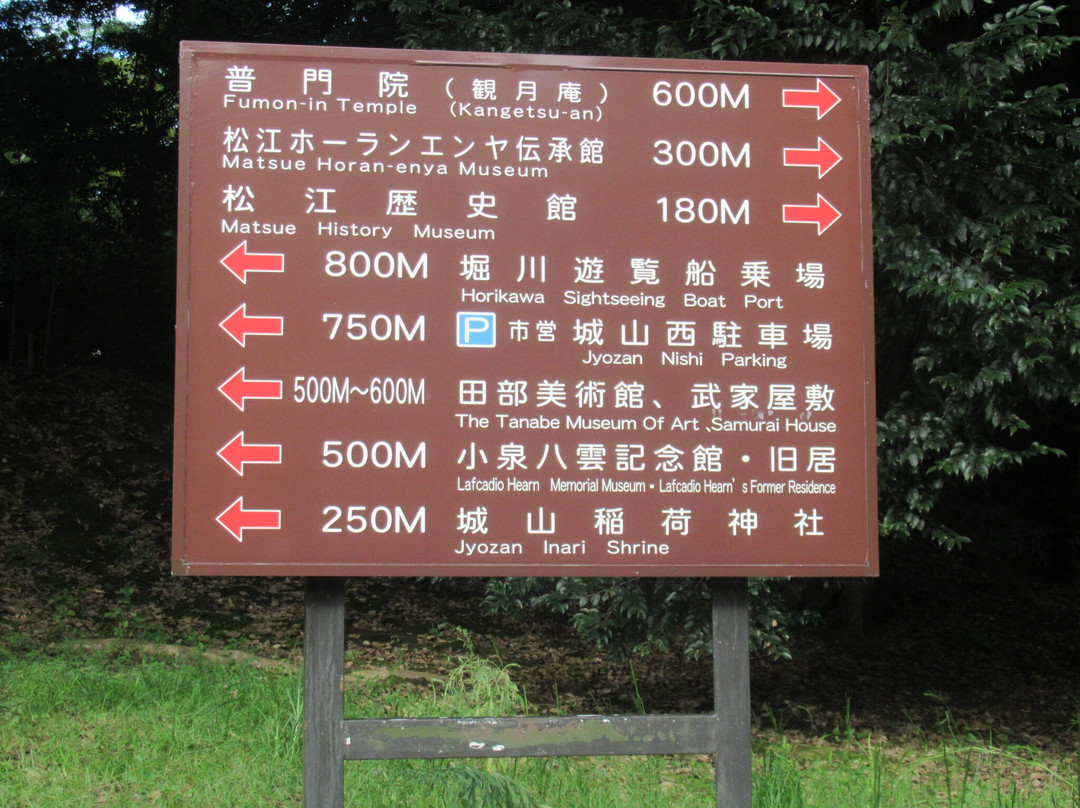 普門院(観月庵) 600M
Fumon-in Temple (Kangetsu-an)
松江ホーランエンヤ伝承館 300M
Matsue Horan-enya Museum
松江歴史館 180M
Matsue History Museum
800M 堀川遊覧船乗場
Horikawa Sightseeing Boat Port
750M P 市営 城山西駐車場
Jyozan Nishi Parking
500M〜600M 田部美術館、武家屋敷
The Tanabe Museum Of Art 、Samurai House
500M 小泉八雲記念館・旧居
Lafcadio Hearn Memorial Museum・Lafcadio Hearn's Former Residence
250M 城山稲荷神社
Jyozan Inari Shrine